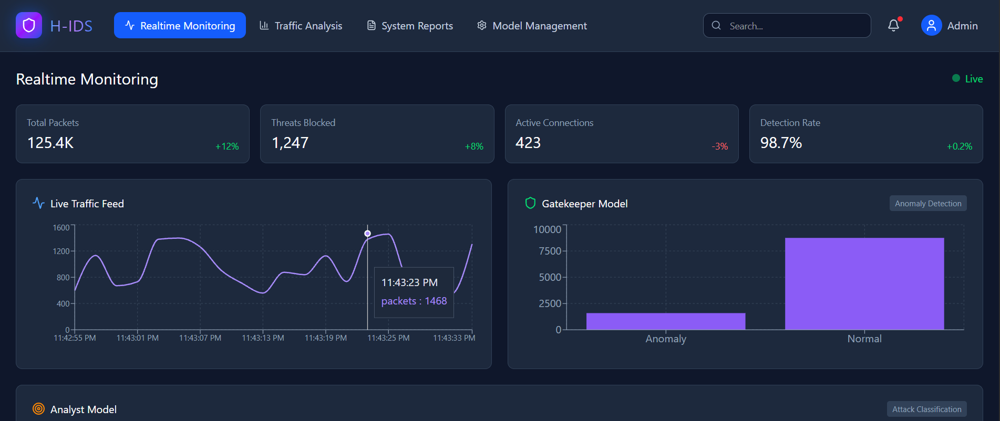 H-IDS
Realtime Monitoring
Traffic Analysis
System Reports
Model Management
Search...
Admin
Realtime Monitoring
Live
Total Packets
125.4K
+12%
Threats Blocked
1,247
+8%
Active Connections
423
-3%
Detection Rate
98.7%
+0.2%
Live Traffic Feed
1600
1200
800
400
0
11:42:55 PM
11:43:01 PM
11:43:07 PM
11:43:13 PM
11:43:19 PM
11:43:25 PM
11:43:33 PM
11:43:23 PM
packets : 1468
Gatekeeper Model
Anomaly Detection
10000
7500
5000
2500
0
Anomaly
Normal
Analyst Model
Attack Classification